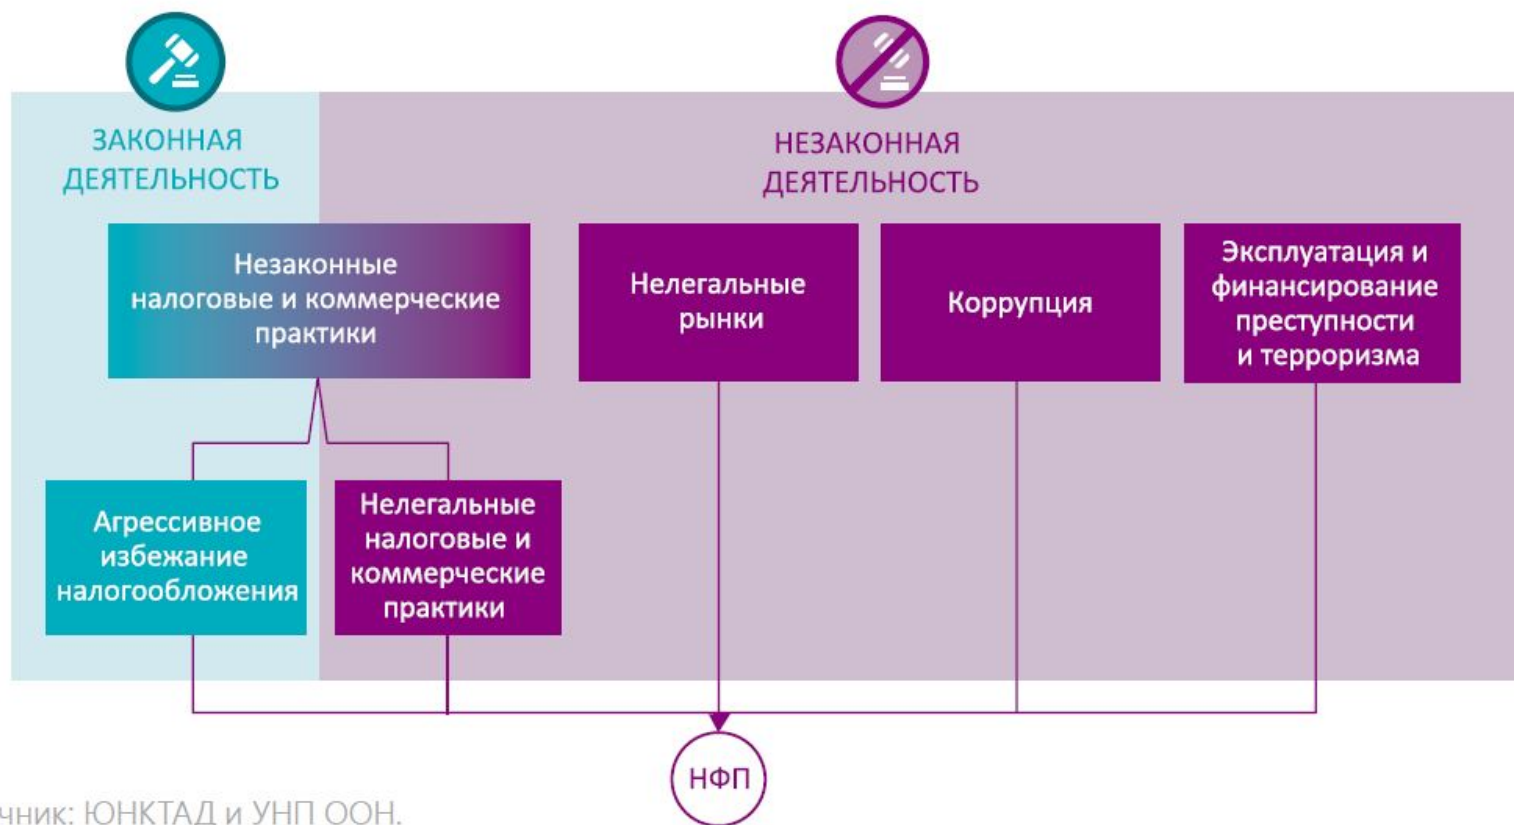 ЗАКОННАЯ
ДЕЯТЕЛЬНОСТЬ
НЕЗАКОННАЯ
ДЕЯТЕЛЬНОСТЬ
Незаконные
налоговые и коммерческие
практики
Нелегальные
рынки
Коррупция
Эксплуатация и
финансирование
преступности
и терроризма
Агрессивное
избежание
налогообложения
Нелегальные
налоговые и
коммерческие
практики
НФП
чник: ЮНКТАД и УНП ООН.